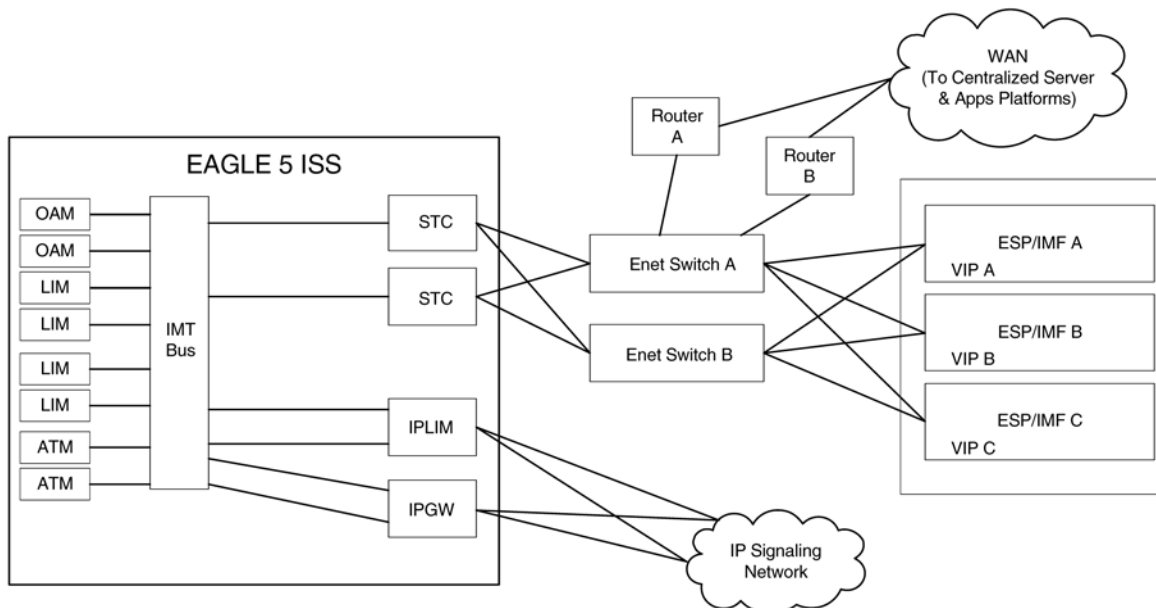 WAN
(To Centralized Server
& Apps Platforms)
Router
A
Router
B
EAGLE 5 ISS
OAM
OAM
LIM
LIM
LIM
LIM
ATM
ATM
IMT
Bus
STC
STC
IPLIM
IPGW
Enet Switch A
Enet Switch B
ESP/IMF A
VIP A
ESP/IMF B
VIP B
ESP/IMF C
VIP C
IP Signaling
Network